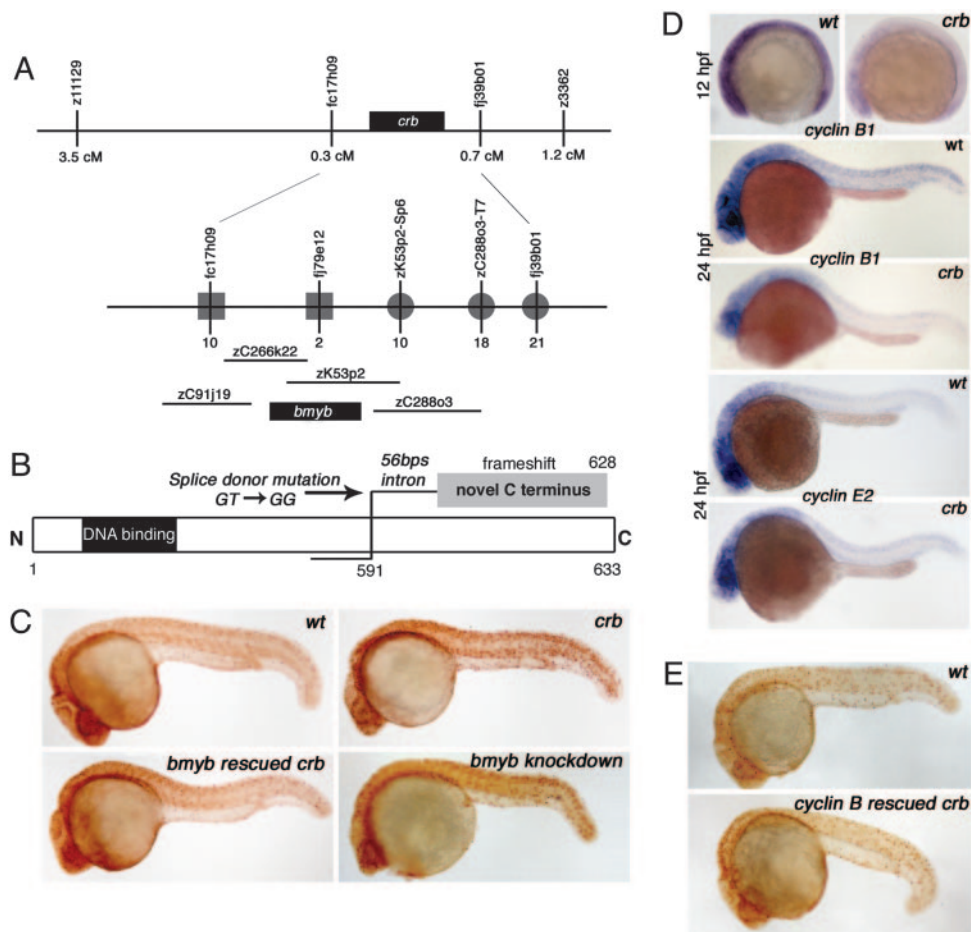 A
z11129
fc17h09
crb
fj39b01
z3362
3.5 cM
0.3 cM
0.7 cM
1.2 cM
fc17h09
fj79e12
zK53p2-Sp6
zC288o3-T7
fj39b01
10
2
10
18
21
zC266k22
zK53p2
zC91j19
bmyb
zC288o3
B
Splice donor mutation
GT → GG
56bps
intron
frameshift
628
novel C terminus
N
DNA binding
C
1
591
633
C
wt
crb
bmyb rescued crb
bmyb knockdown
D
12 hpf
wt
crb
cyclin B1
24 hpf
wt
cyclin B1
crb
24 hpf
wt
cyclin E2
crb
E
wt
cyclin B rescued crb